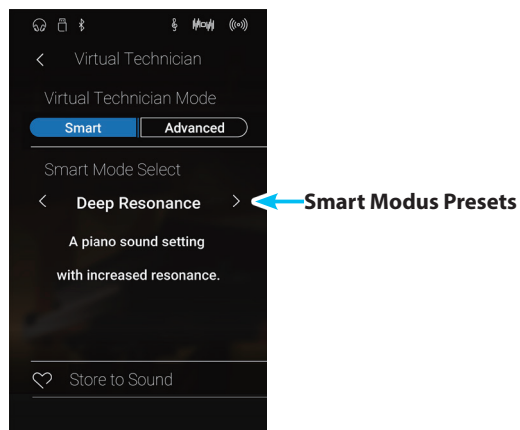 Virtual Technician
Virtual Technician Mode
Smart Advanced
Smart Mode Select
Deep Resonance
Smart Modus Presets
A piano sound setting
with increased resonance.
Store to Sound